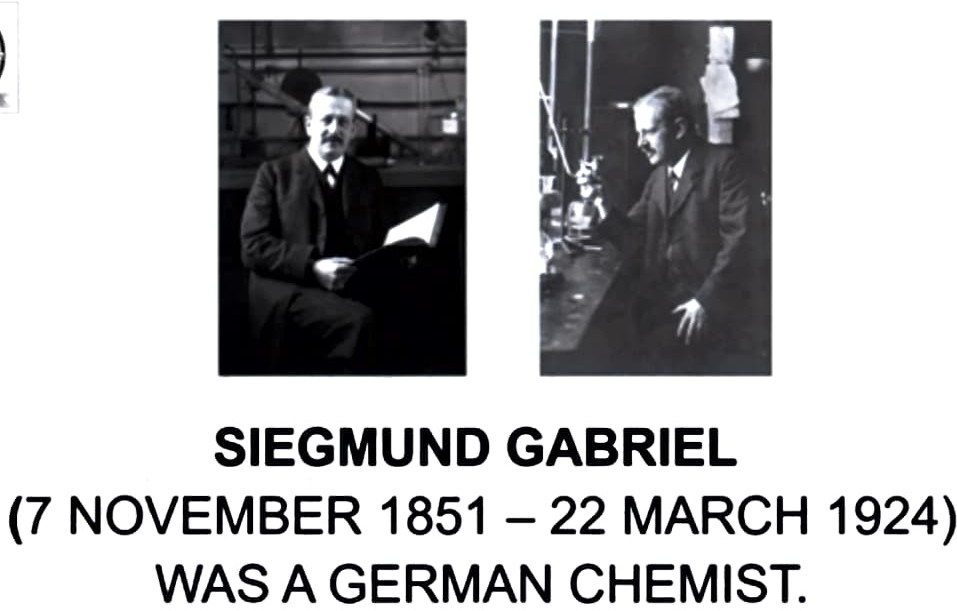 SIEGMUND GABRIEL
(7 NOVEMBER 1851 – 22 MARCH 1924)
WAS A GERMAN CHEMIST.